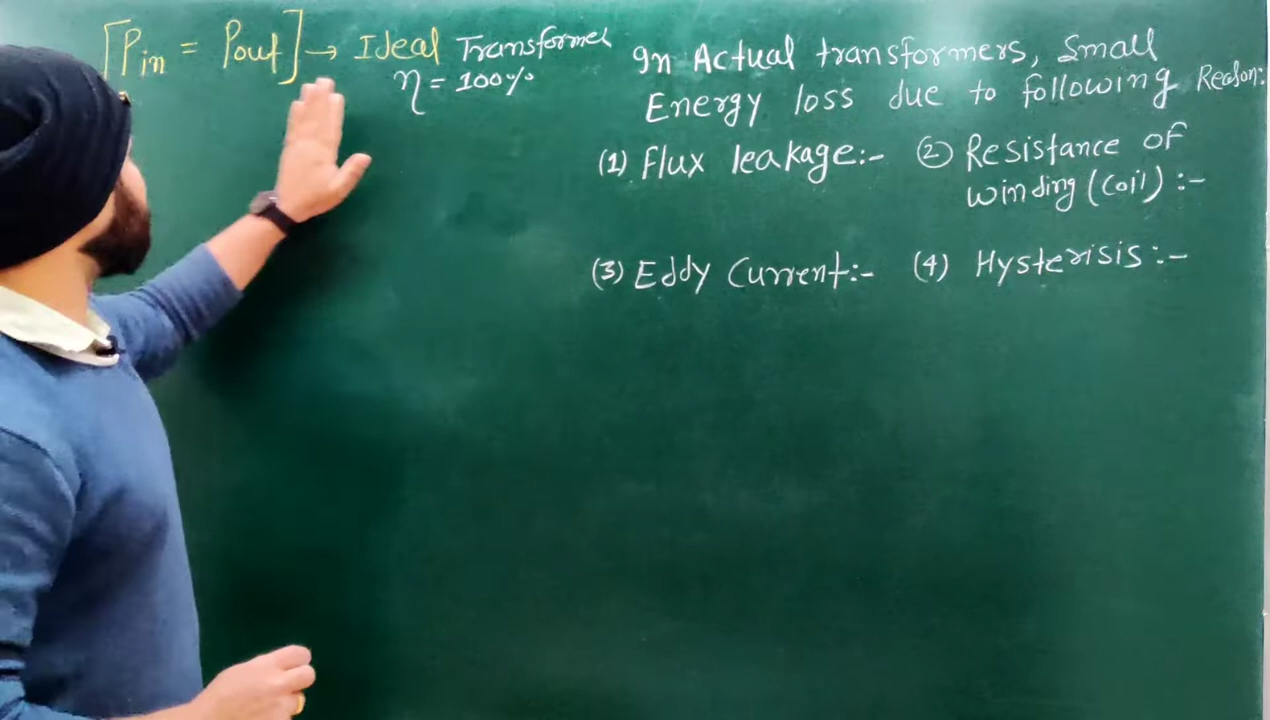 [Pin = Pout] → Ideal Transformer
η = 100%
In Actual transformers, Small
Energy loss due to following Reason:
(1) Flux leakage:-
② Resistance of
winding (Coil) :-
(3) Eddy Current:-
(4) Hysterisis:-